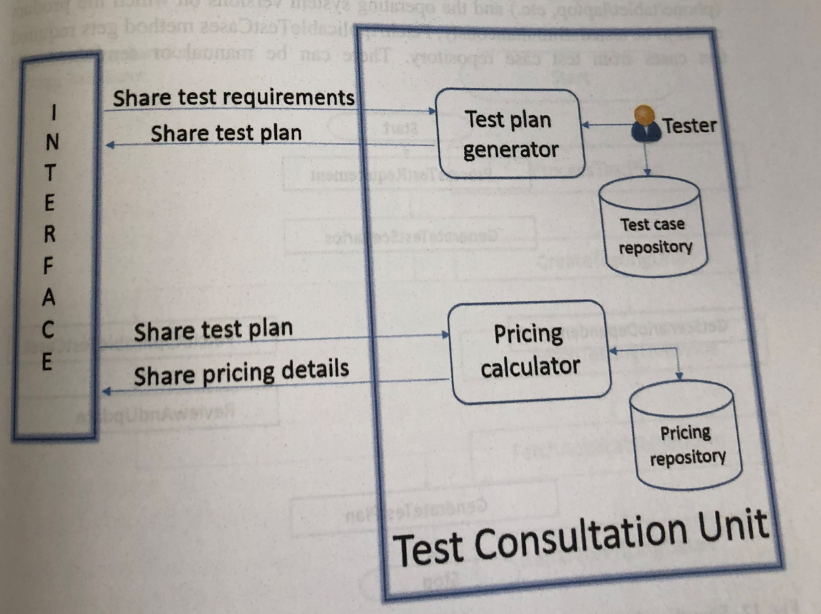 INTERFACE
Share test requirements
Share test plan
Test plan
generator
Tester
Test case
repository
Share test plan
Share pricing details
Pricing
calculator
Pricing
repository
Test Consultation Unit